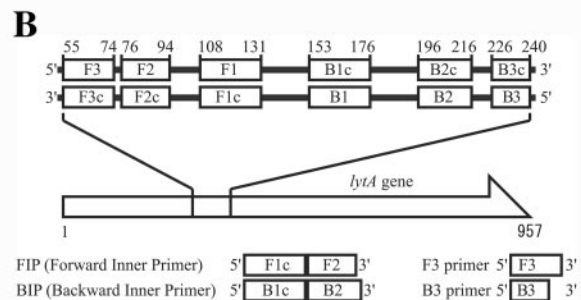 B
55 74 76 94 108 131 153 176 196 216 226 240
5' F3 F2 F1 B1c B2c B3c 3'
3' F3c F2c F1c B1 B2 B3 5'
lytA gene
1 957
FIP (Forward Inner Primer) 5' F1c F2 3' F3 primer 5' F3 3'
BIP (Backward Inner Primer) 5' B1c B2 3' B3 primer 5' B3 3'